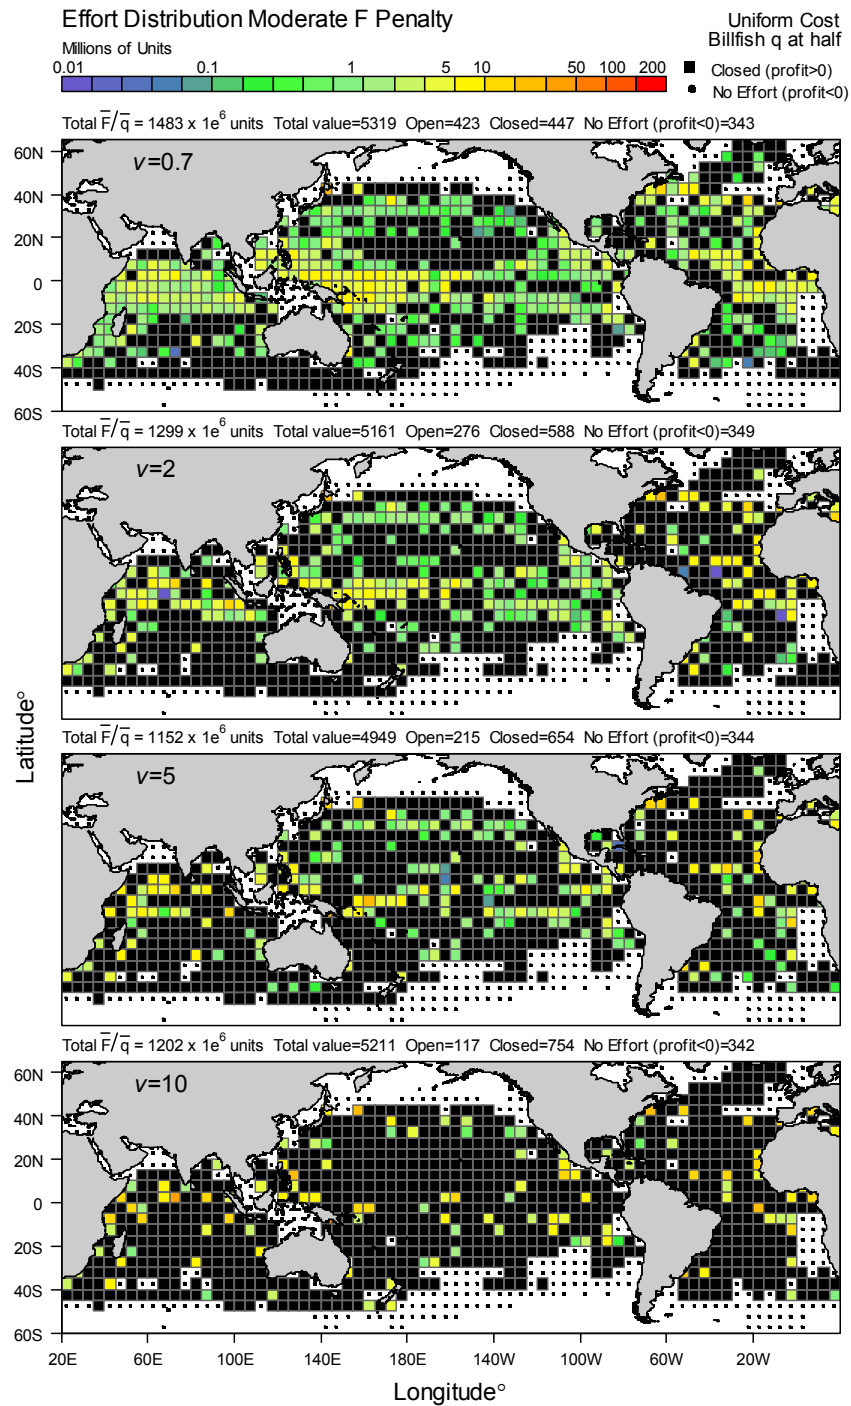 Effort Distribution Moderate F Penalty
Uniform Cost
Billfish q at half
Millions of Units
0.01 0.1 1 5 10 50 100 200
Closed (profit>0)
No Effort (profit<0)
Total F̅/q̅ = 1483 x 1e⁶ units Total value=5319 Open=423 Closed=447 No Effort (profit<0)=343
v=0.7
60N
40N
20N
0
20S
40S
60S
Total F̅/q̅ = 1299 x 1e⁶ units Total value=5161 Open=276 Closed=588 No Effort (profit<0)=349
v=2
Latitude°
Total F̅/q̅ = 1152 x 1e⁶ units Total value=4949 Open=215 Closed=654 No Effort (profit<0)=344
v=5
Total F̅/q̅ = 1202 x 1e⁶ units Total value=5211 Open=117 Closed=754 No Effort (profit<0)=342
v=10
60N
40N
20N
0
20S
40S
60S
20E 60E 100E 140E 180E 140W 100W 60W 20W
Longitude°